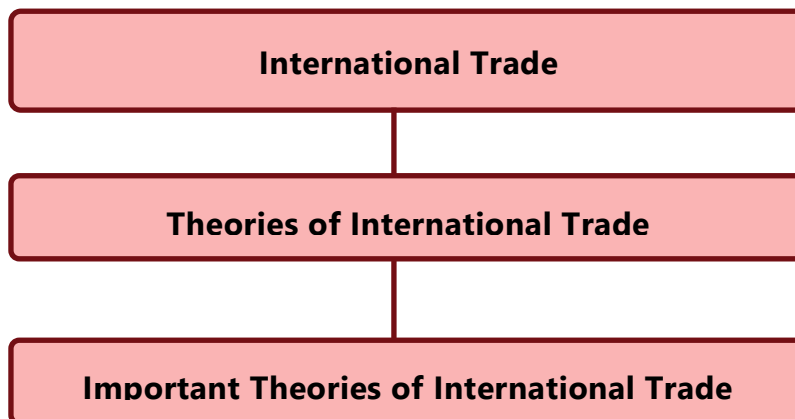 International Trade
Theories of International Trade
Important Theories of International Trade